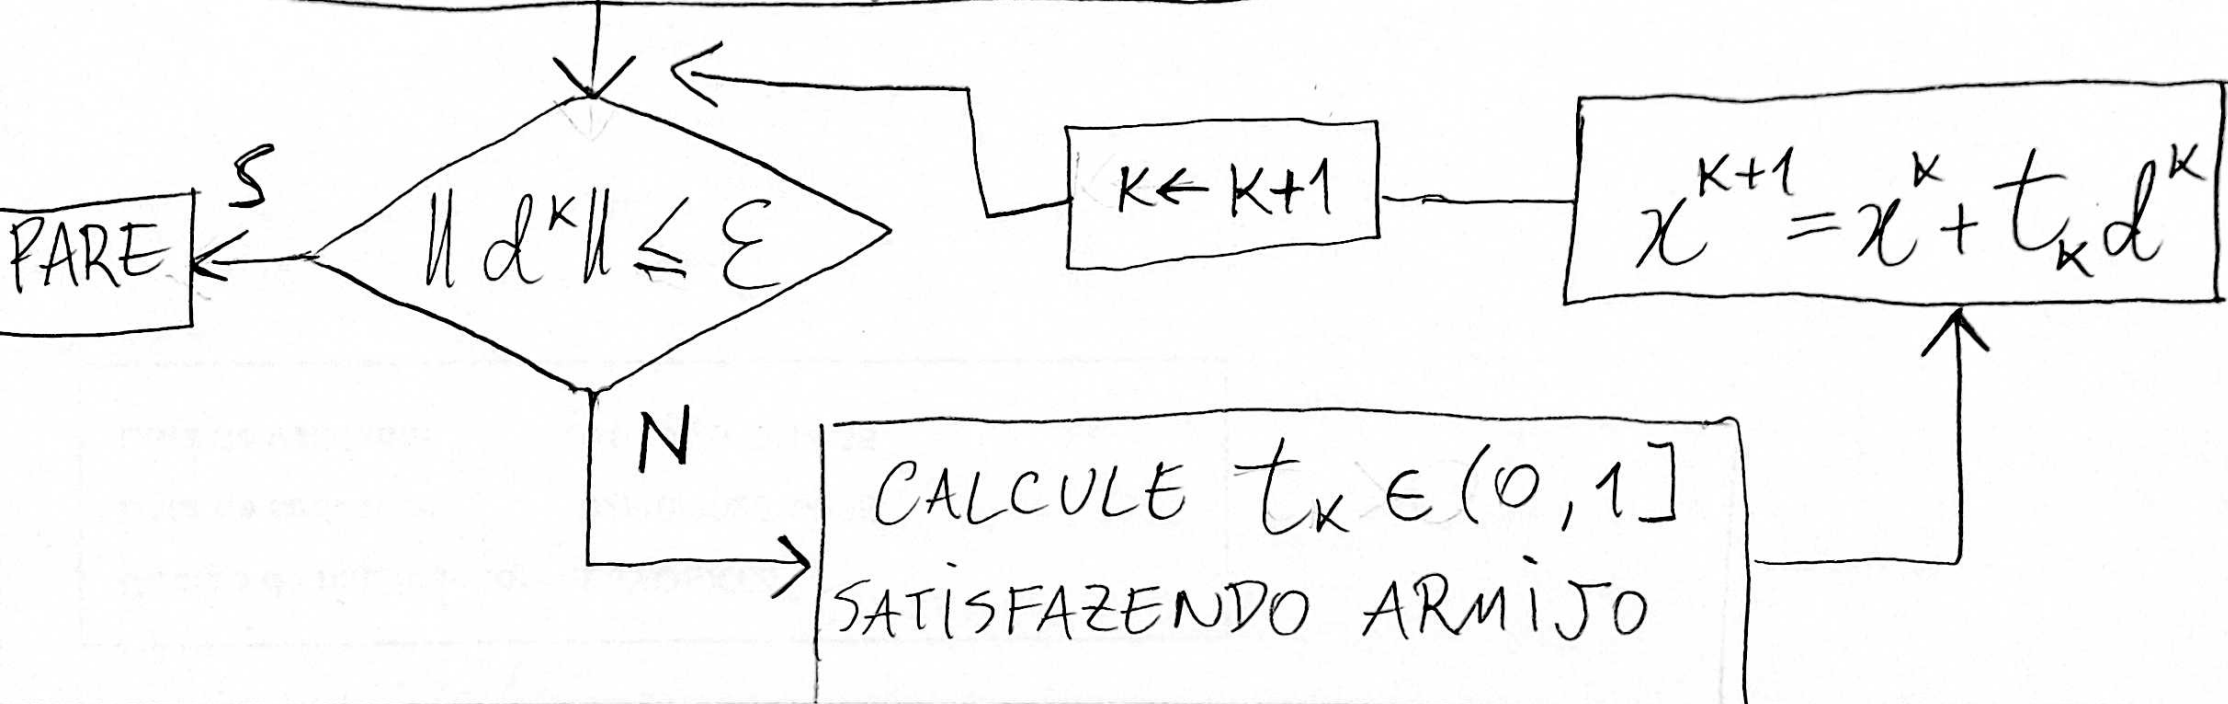 S
PARE
‖ d^k ‖ ≤ ε
K ← K+1
x^{k+1} = x^k + t_k d^k
N
CALCULE t_k ∈ (0,1]
SATISFAZENDO ARMIJO